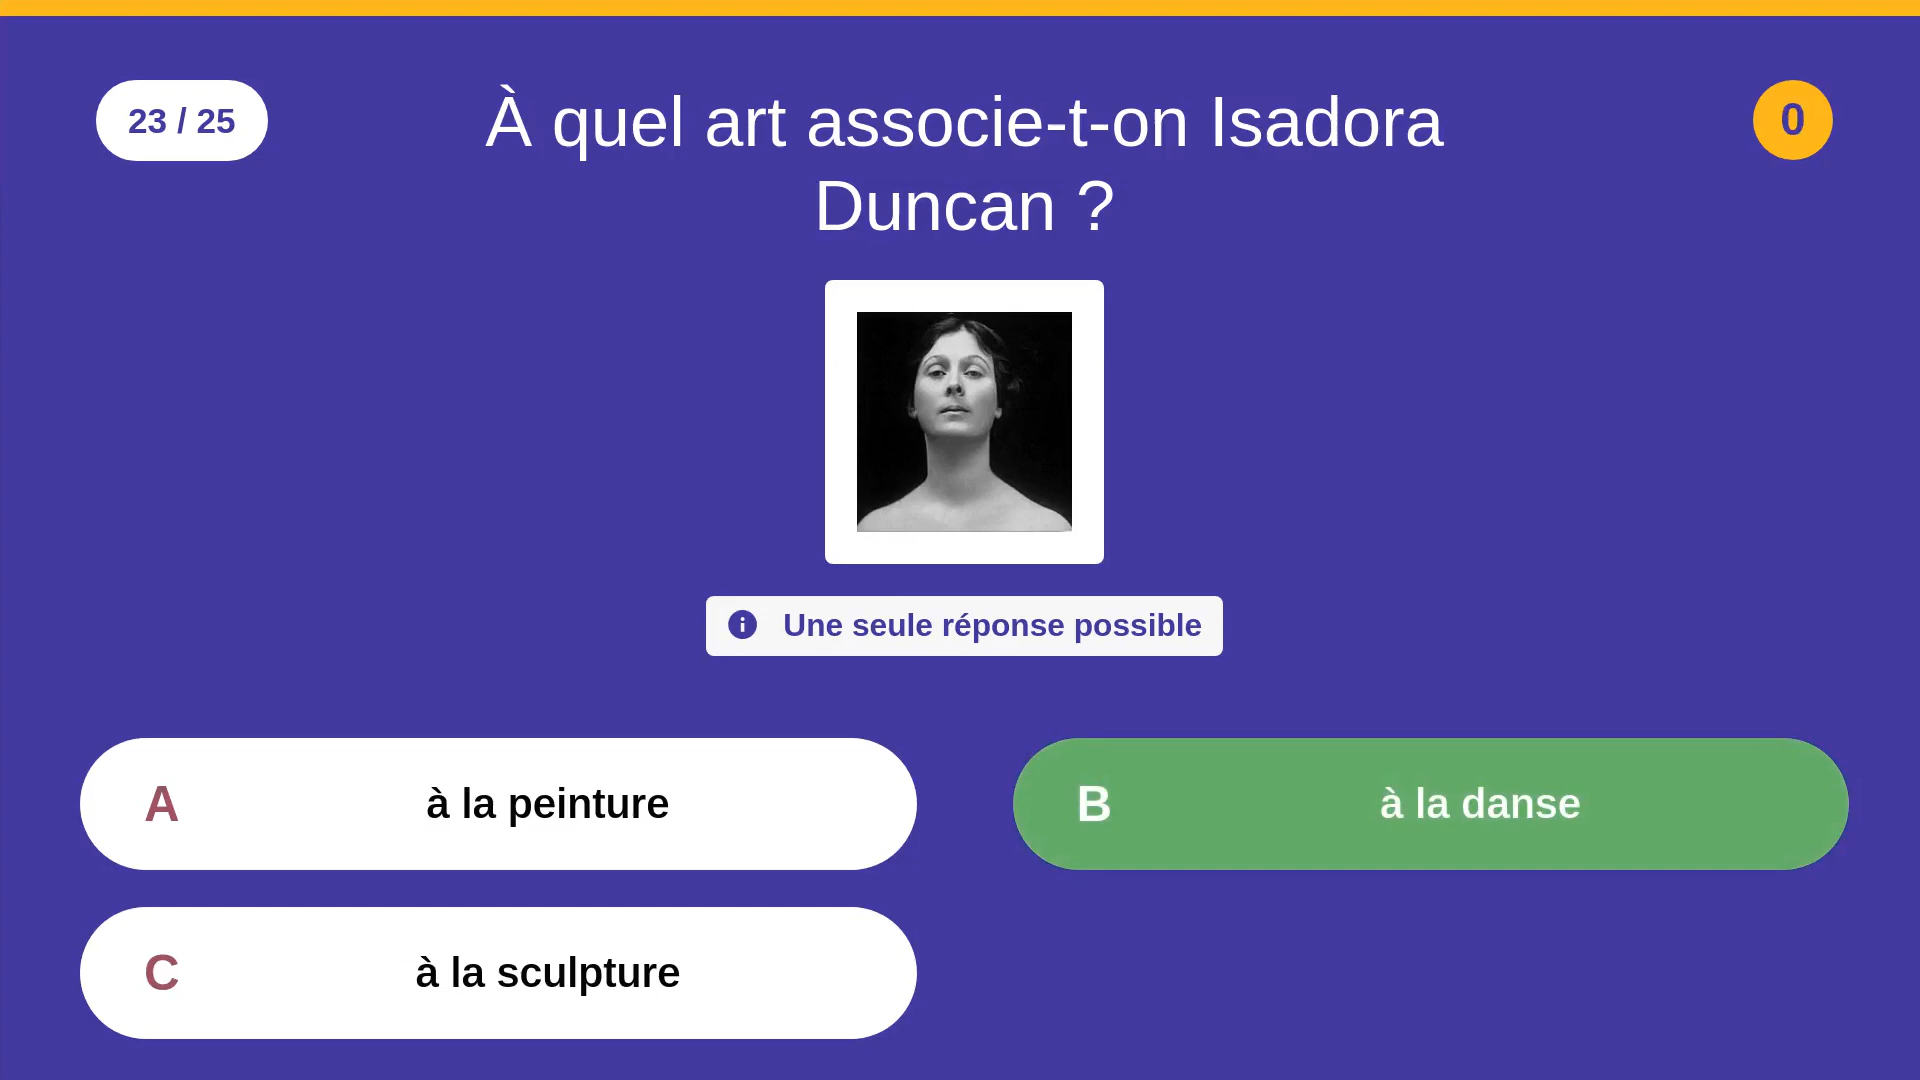 23 / 25
À quel art associe-t-on Isadora
Duncan ?
0
Une seule réponse possible
A à la peinture
B à la danse
C à la sculpture